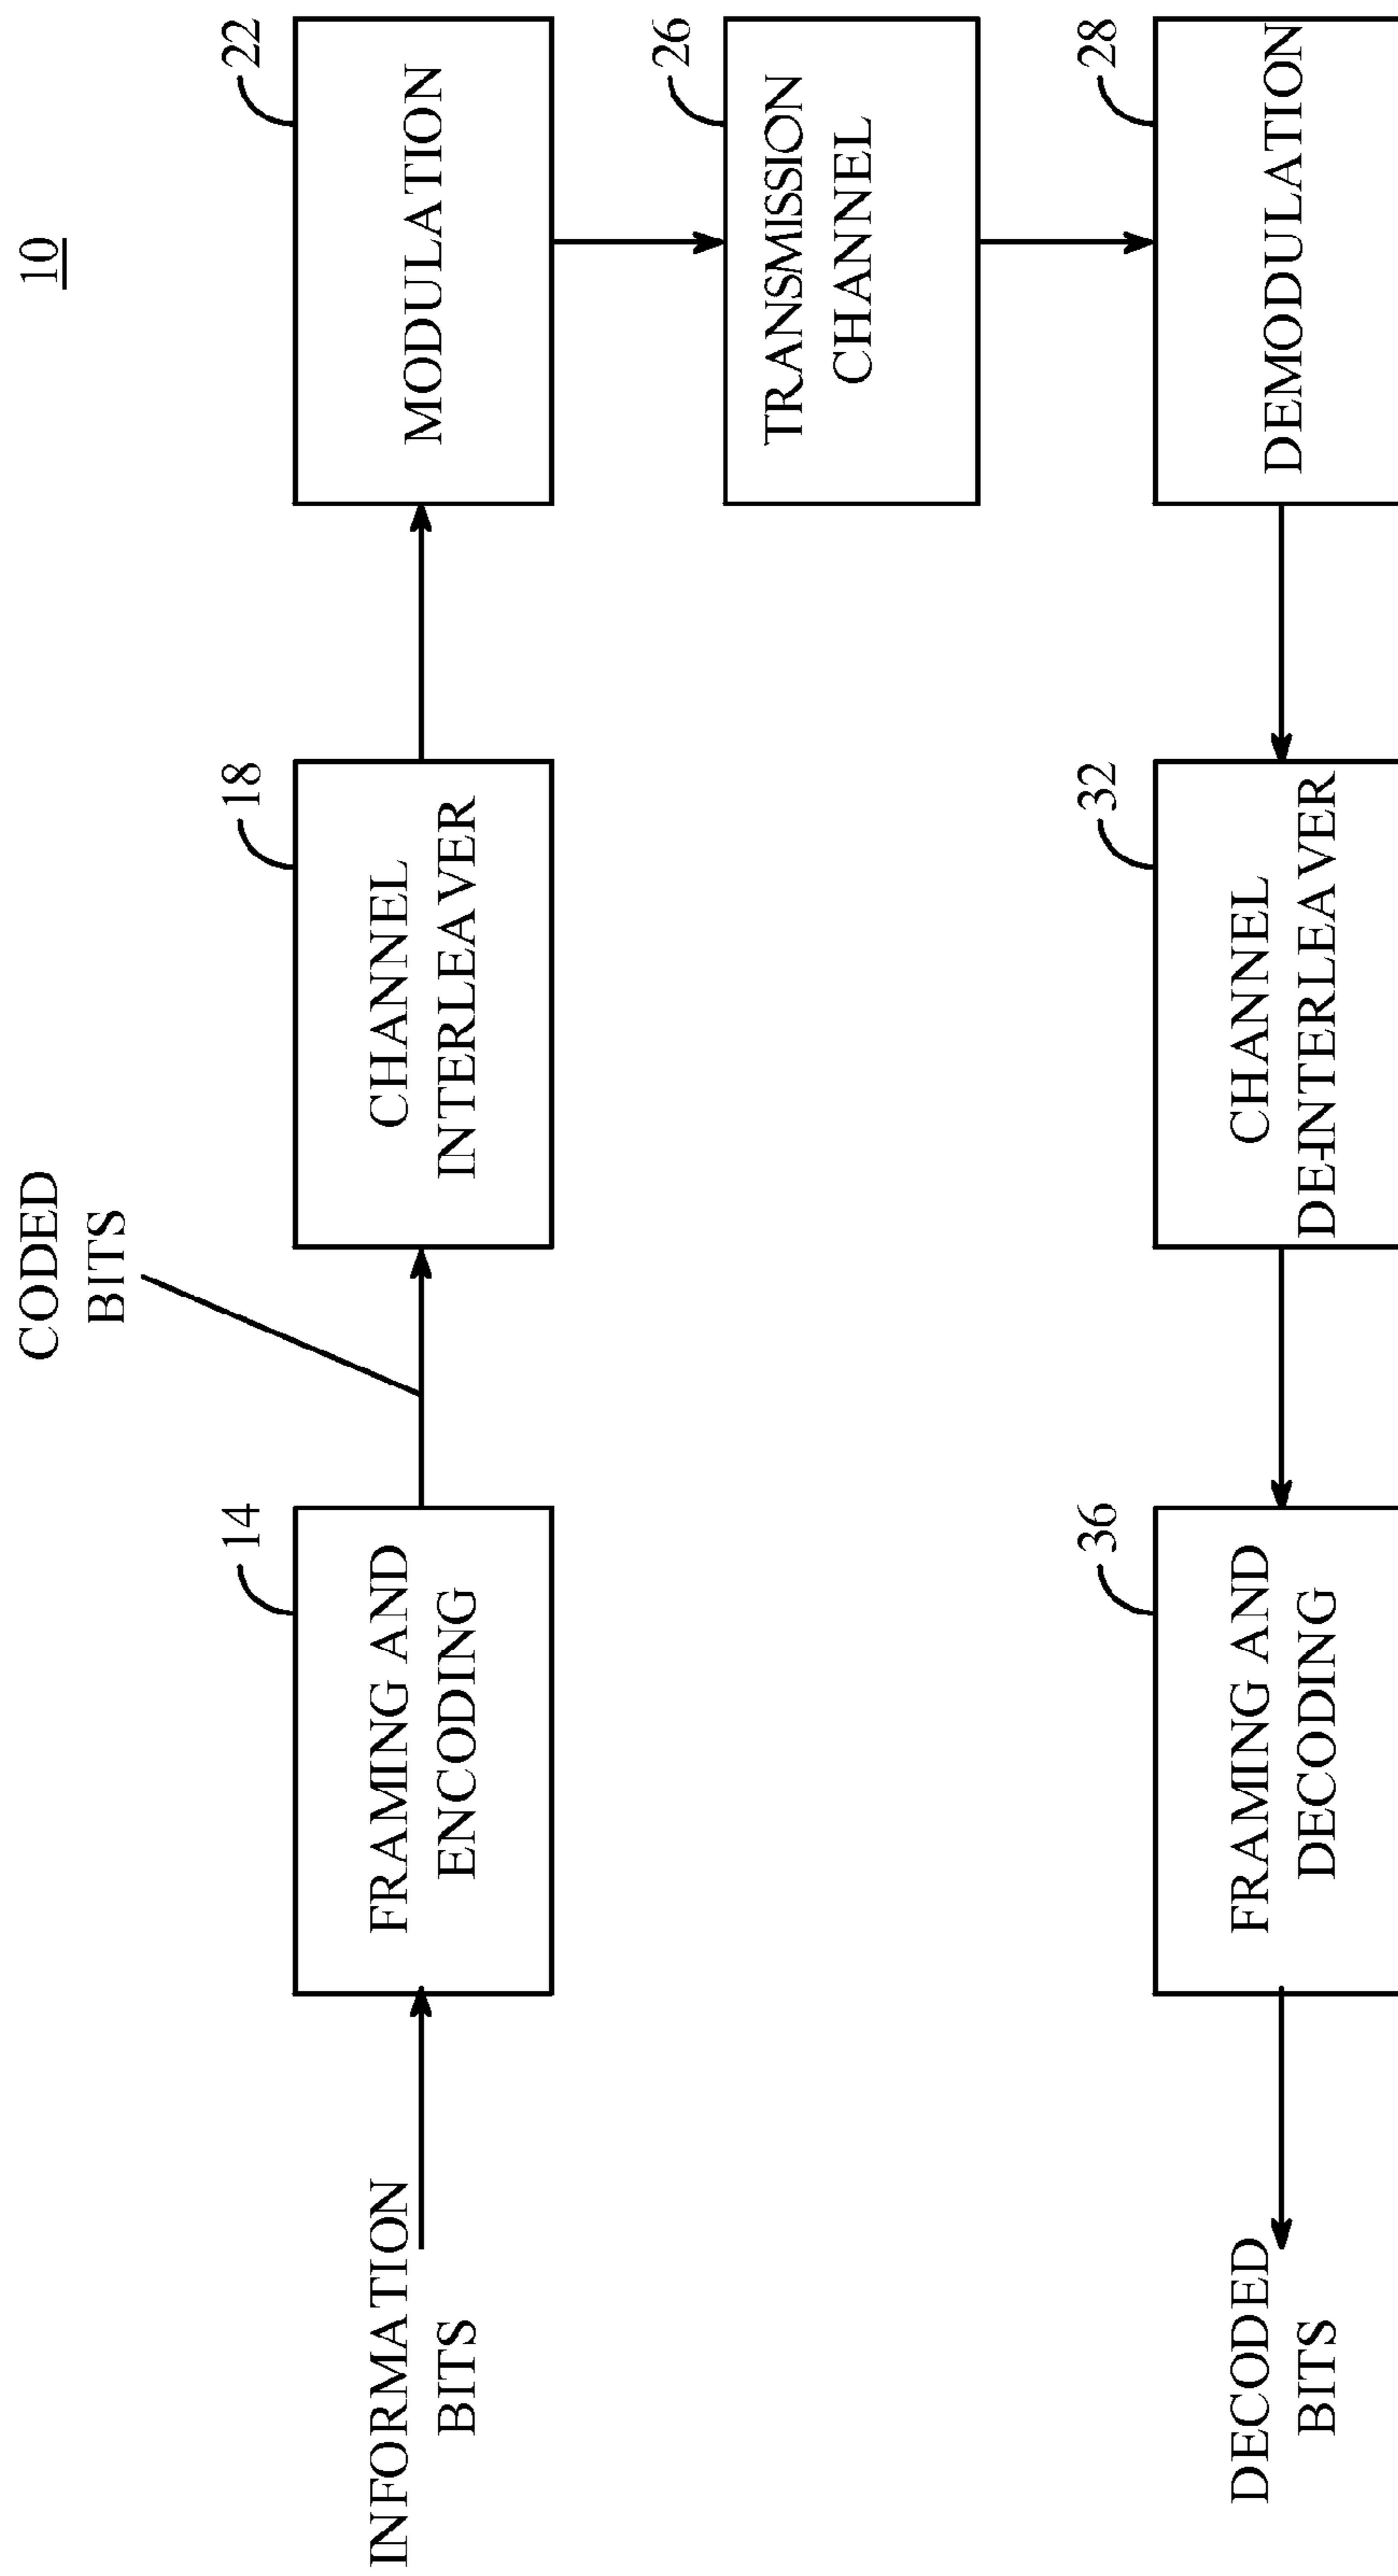 10
CODED
BITS
14
18
22
INFORMATION
BITS
FRAMING AND
ENCODING
CHANNEL
INTERLEAVER
MODULATION
26
TRANSMISSION
CHANNEL
36
32
28
DECODED
BITS
FRAMING AND
DECODING
CHANNEL
DE-INTERLEAVER
DEMODULATION